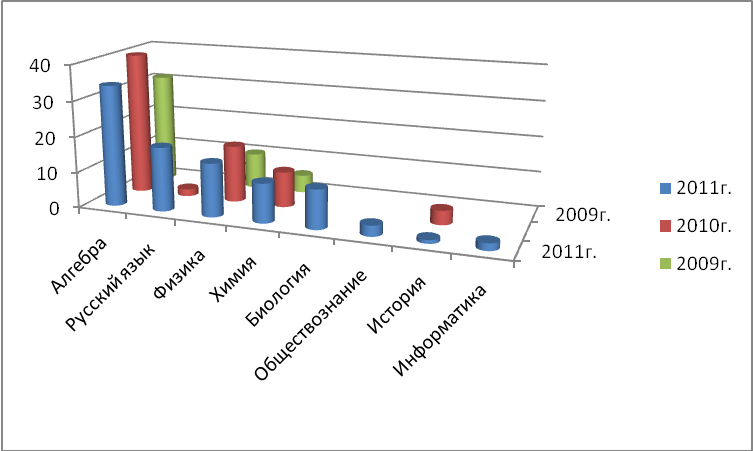 40
30
20
10
0
Алгебра
Русский язык
Физика
Химия
Биология
Обществознание
История
Информатика
2009г.
2011г.
2011г.
2010г.
2009г.